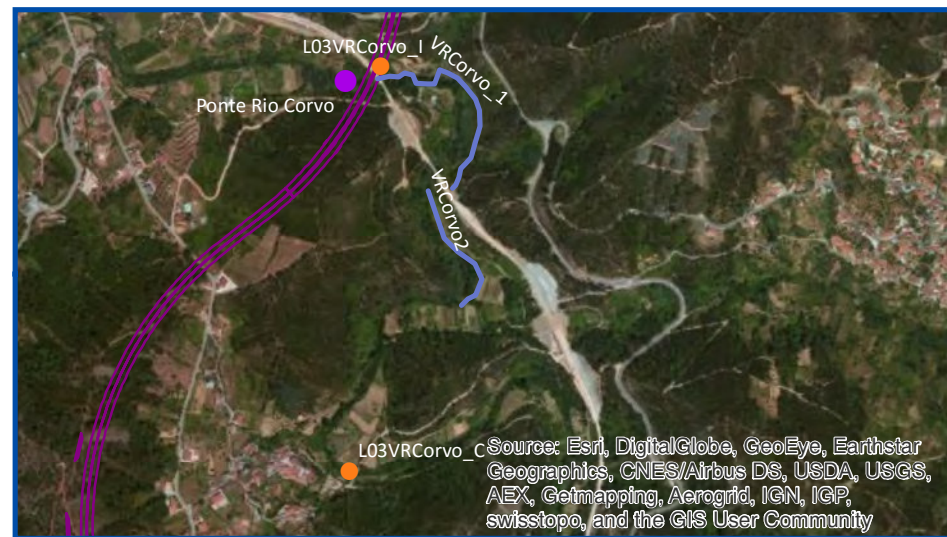 L03VRCorvo_I
VRCorvo_1
Ponte Rio Corvo
VRCorvo2
L03VRCorvo_C
Source: Esri, DigitalGlobe, GeoEye, Earthstar
Geographics, CNES/Airbus DS, USDA, USGS,
AEX, Getmapping, Aerogrid, IGN, IGP,
swisstopo, and the GIS User Community